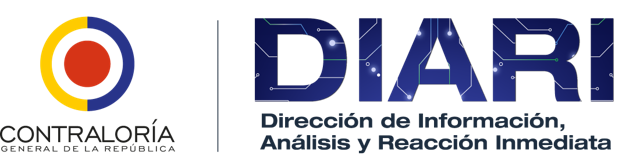 CONTRALORÍA
GENERAL DE LA REPÚBLICA
DIARI
Dirección de Información,
Análisis y Reacción Inmediata